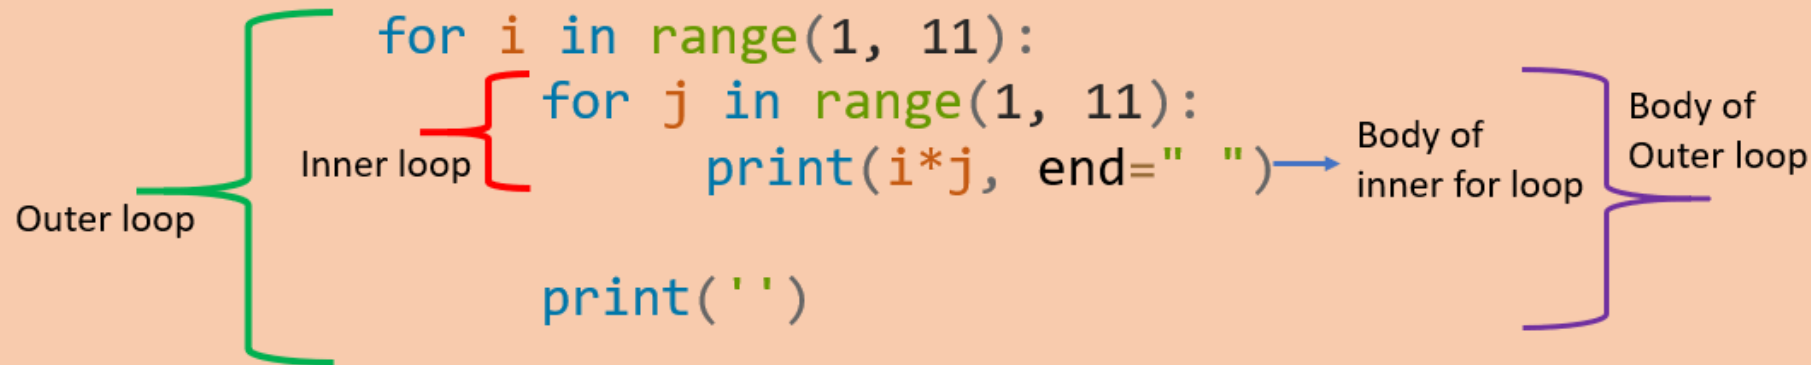 for i in range(1, 11):
for j in range(1, 11):
print(i*j, end=" ")
print('')
Outer loop
Inner loop
Body of
inner for loop
Body of
Outer loop